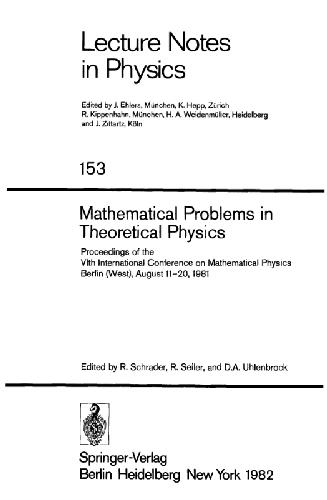 Lecture Notes
in Physics
Edited by J. Ehlers, München, K. Hepp, Zürich
R. Kippenhahn, München, H. A. Weidenmüller, Heidelberg
and J. Zittartz, Köln
153
Mathematical Problems in
Theoretical Physics
Proceedings of the
VIth International Conference on Mathematical Physics
Berlin (West), August 11–20, 1981
Edited by R. Schrader, R. Seiler, and D.A. Uhlenbrock
Springer-Verlag
Berlin Heidelberg New York 1982